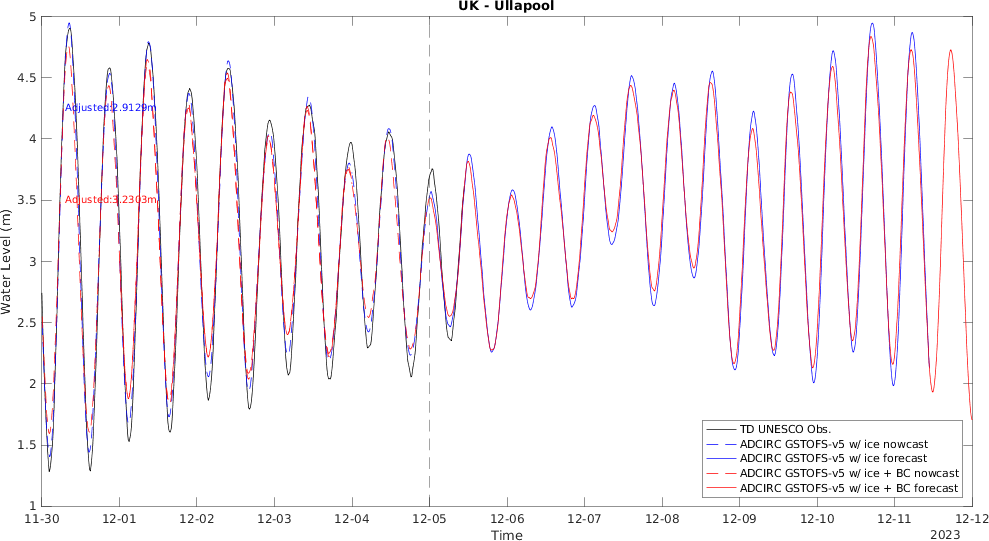 UK - Ullapool
5
4.5
4
3.5
3
2.5
2
1.5
1
Water Level (m)
Adjusted:2.9129m
Adjusted:3.2303m
TD UNESCO Obs.
ADCIRC GSTOFS-v5 w/ ice nowcast
ADCIRC GSTOFS-v5 w/ ice forecast
ADCIRC GSTOFS-v5 w/ ice + BC nowcast
ADCIRC GSTOFS-v5 w/ ice + BC forecast
11-30 12-01 12-02 12-03 12-04 12-05 12-06 12-07 12-08 12-09 12-10 12-11 12-12
Time 2023